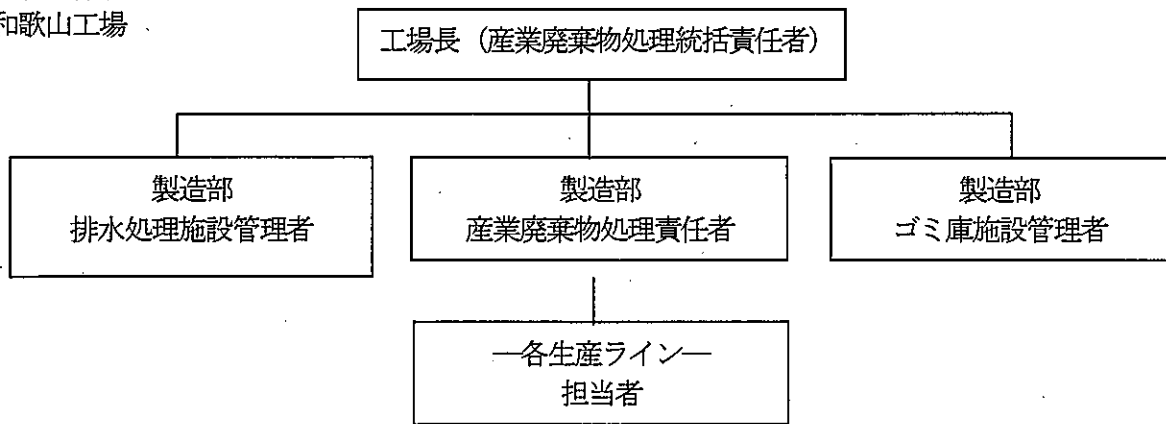 和歌山工場
工場長（産業廃棄物処理統括責任者）
製造部
排水処理施設管理者
製造部
産業廃棄物処理責任者
製造部
ゴミ庫施設管理者
―各生産ライン―
担当者